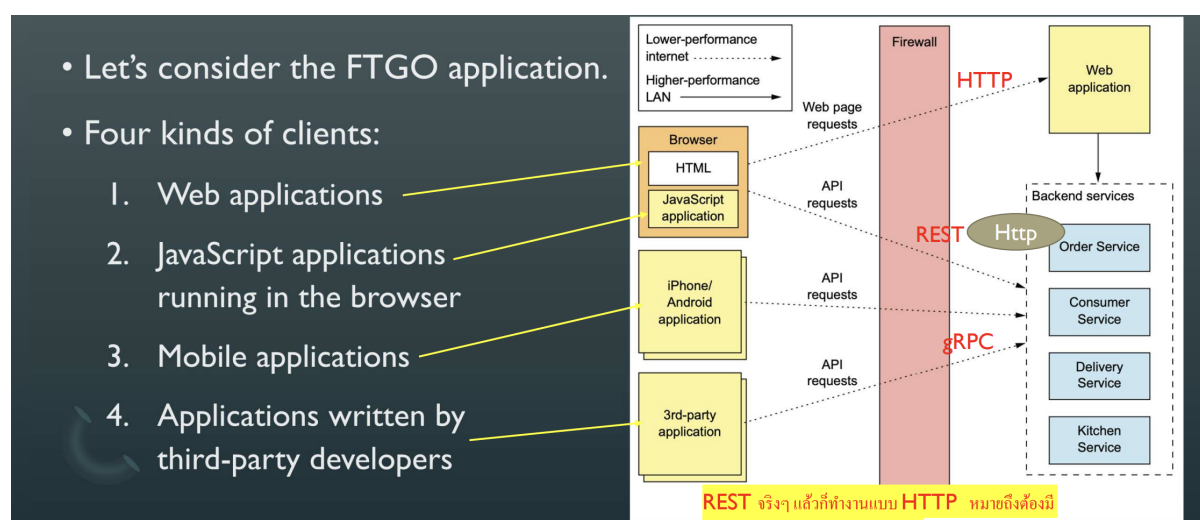 • Let's consider the FTGO application.
• Four kinds of clients:
1. Web applications
2. JavaScript applications
running in the browser
3. Mobile applications
4. Applications written by
third-party developers
Lower-performance
internet
Higher-performance
LAN
Firewall
Web
application
HTTP
Web page
requests
Browser
HTML
JavaScript
application
API
requests
Backend services
REST
Http
Order Service
iPhone/
Android
application
API
requests
Consumer
Service
gRPC
API
requests
Delivery
Service
3rd-party
application
Kitchen
Service
REST จริงๆ แล้วก็ทำงานแบบ HTTP หมายถึงต้องมี